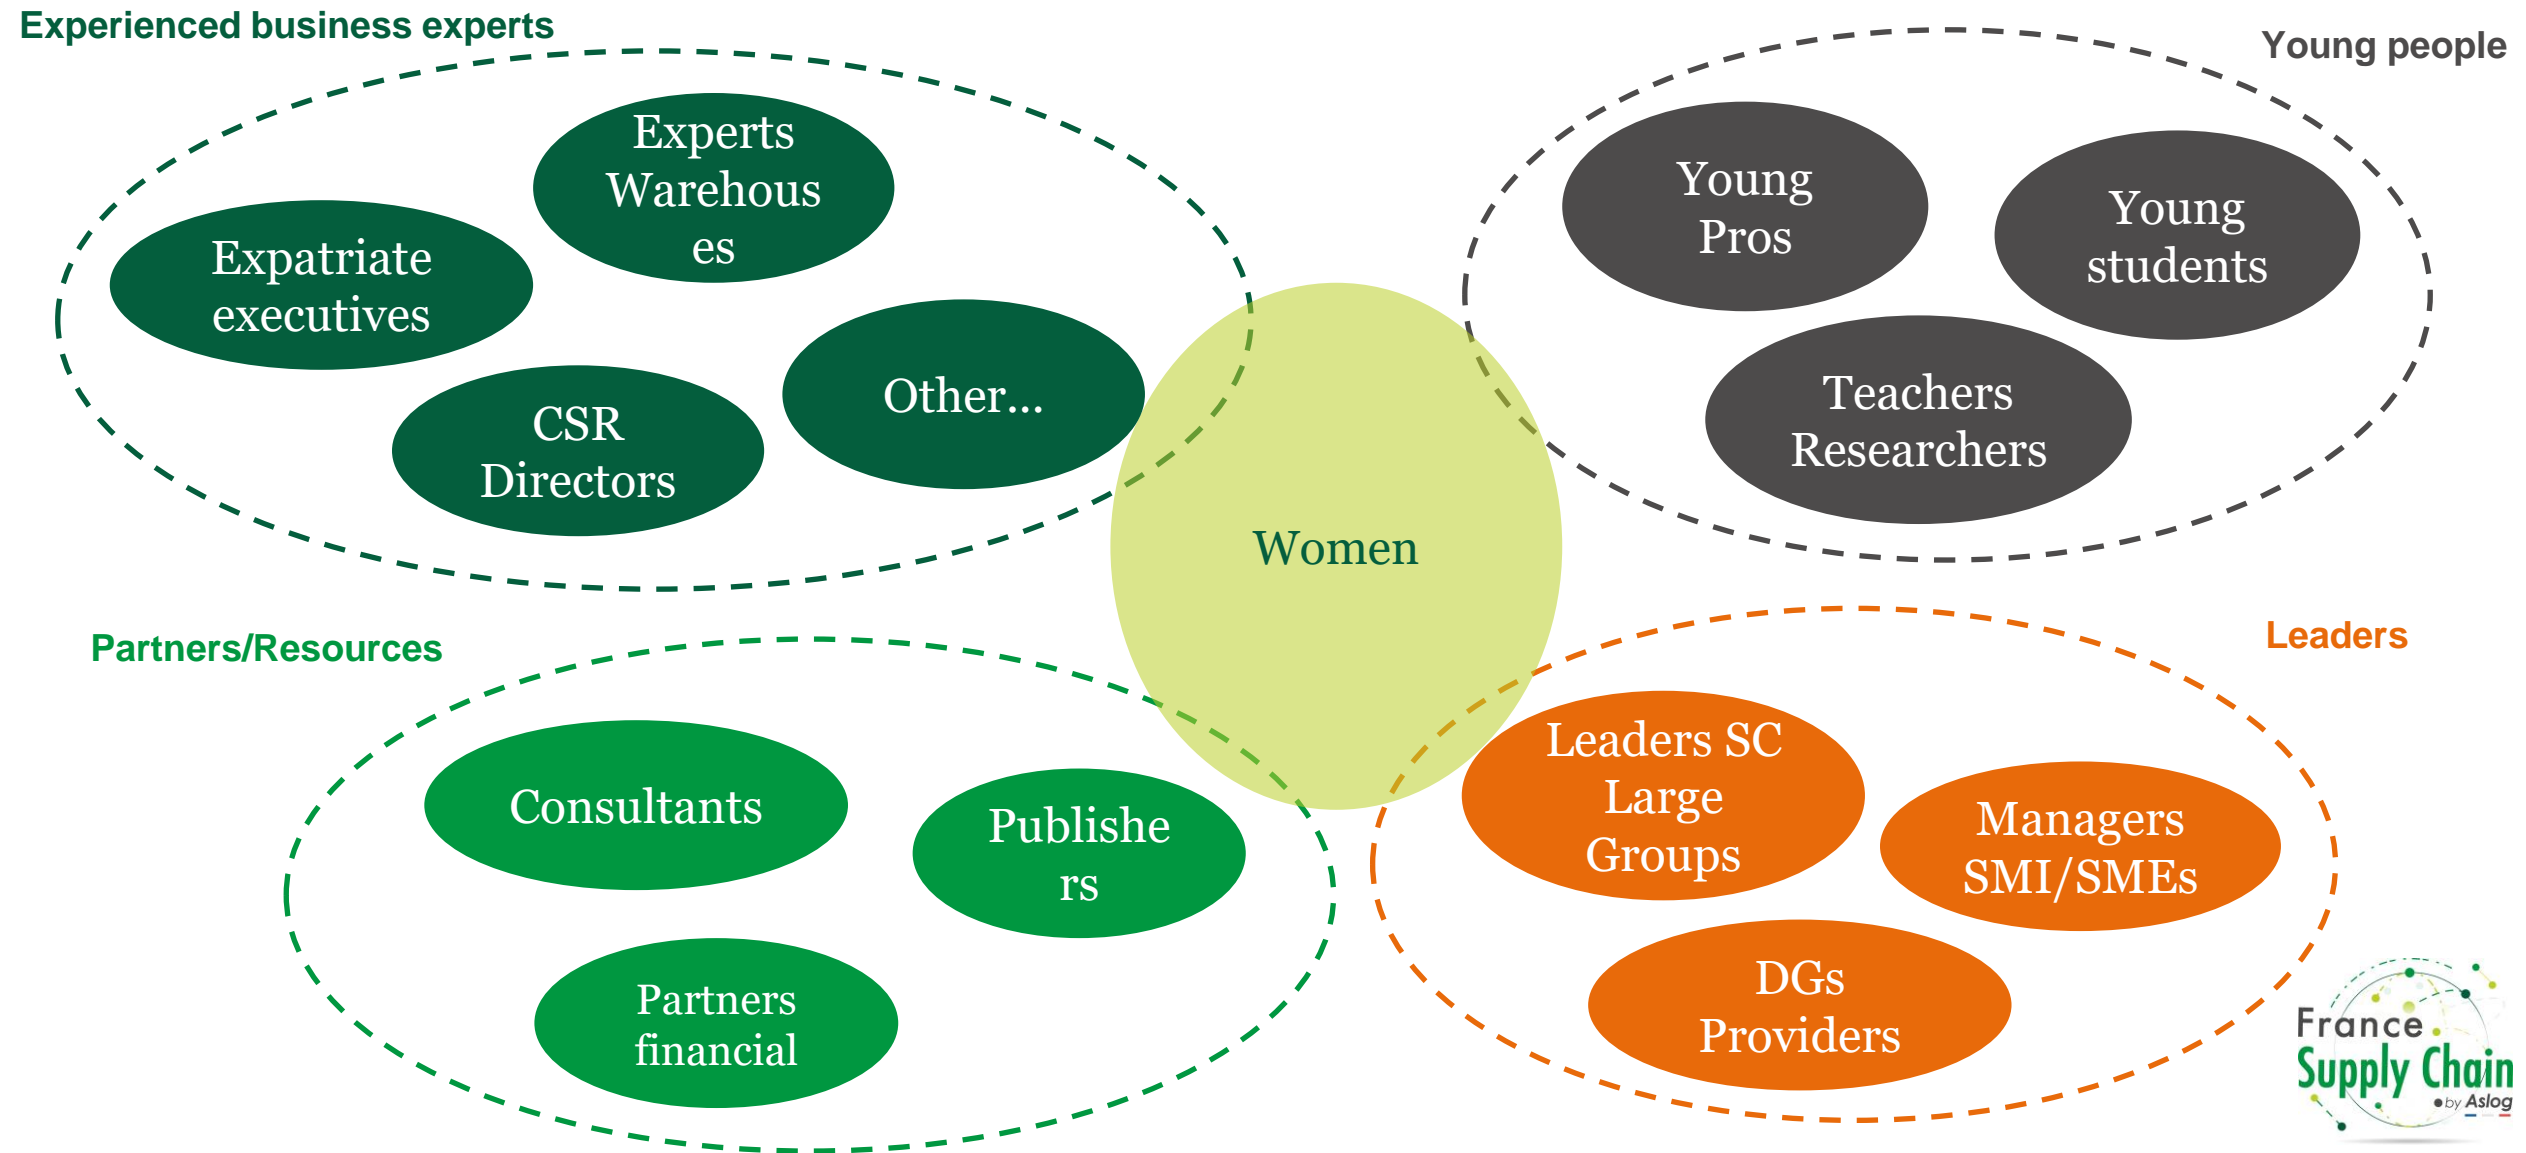 Experienced business experts
Young people
Experts
Warehous
es
Expatriate
executives
CSR
Directors
Other...
Young
Pros
Young
students
Teachers
Researchers
Women
Partners/Resources
Consultants
Publishe
rs
Partners
financial
Leaders
Leaders SC
Large
Groups
Managers
SMI/SMEs
DGs
Providers
France
Supply Chain
by Aslog